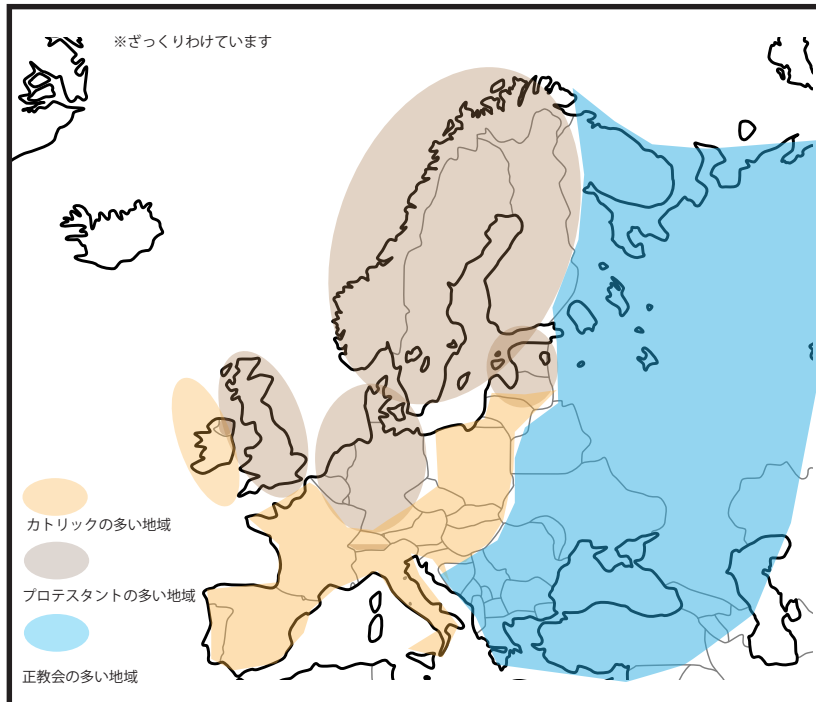 ※ざっくりわけています
カトリックの多い地域
プロテスタントの多い地域
正教会の多い地域